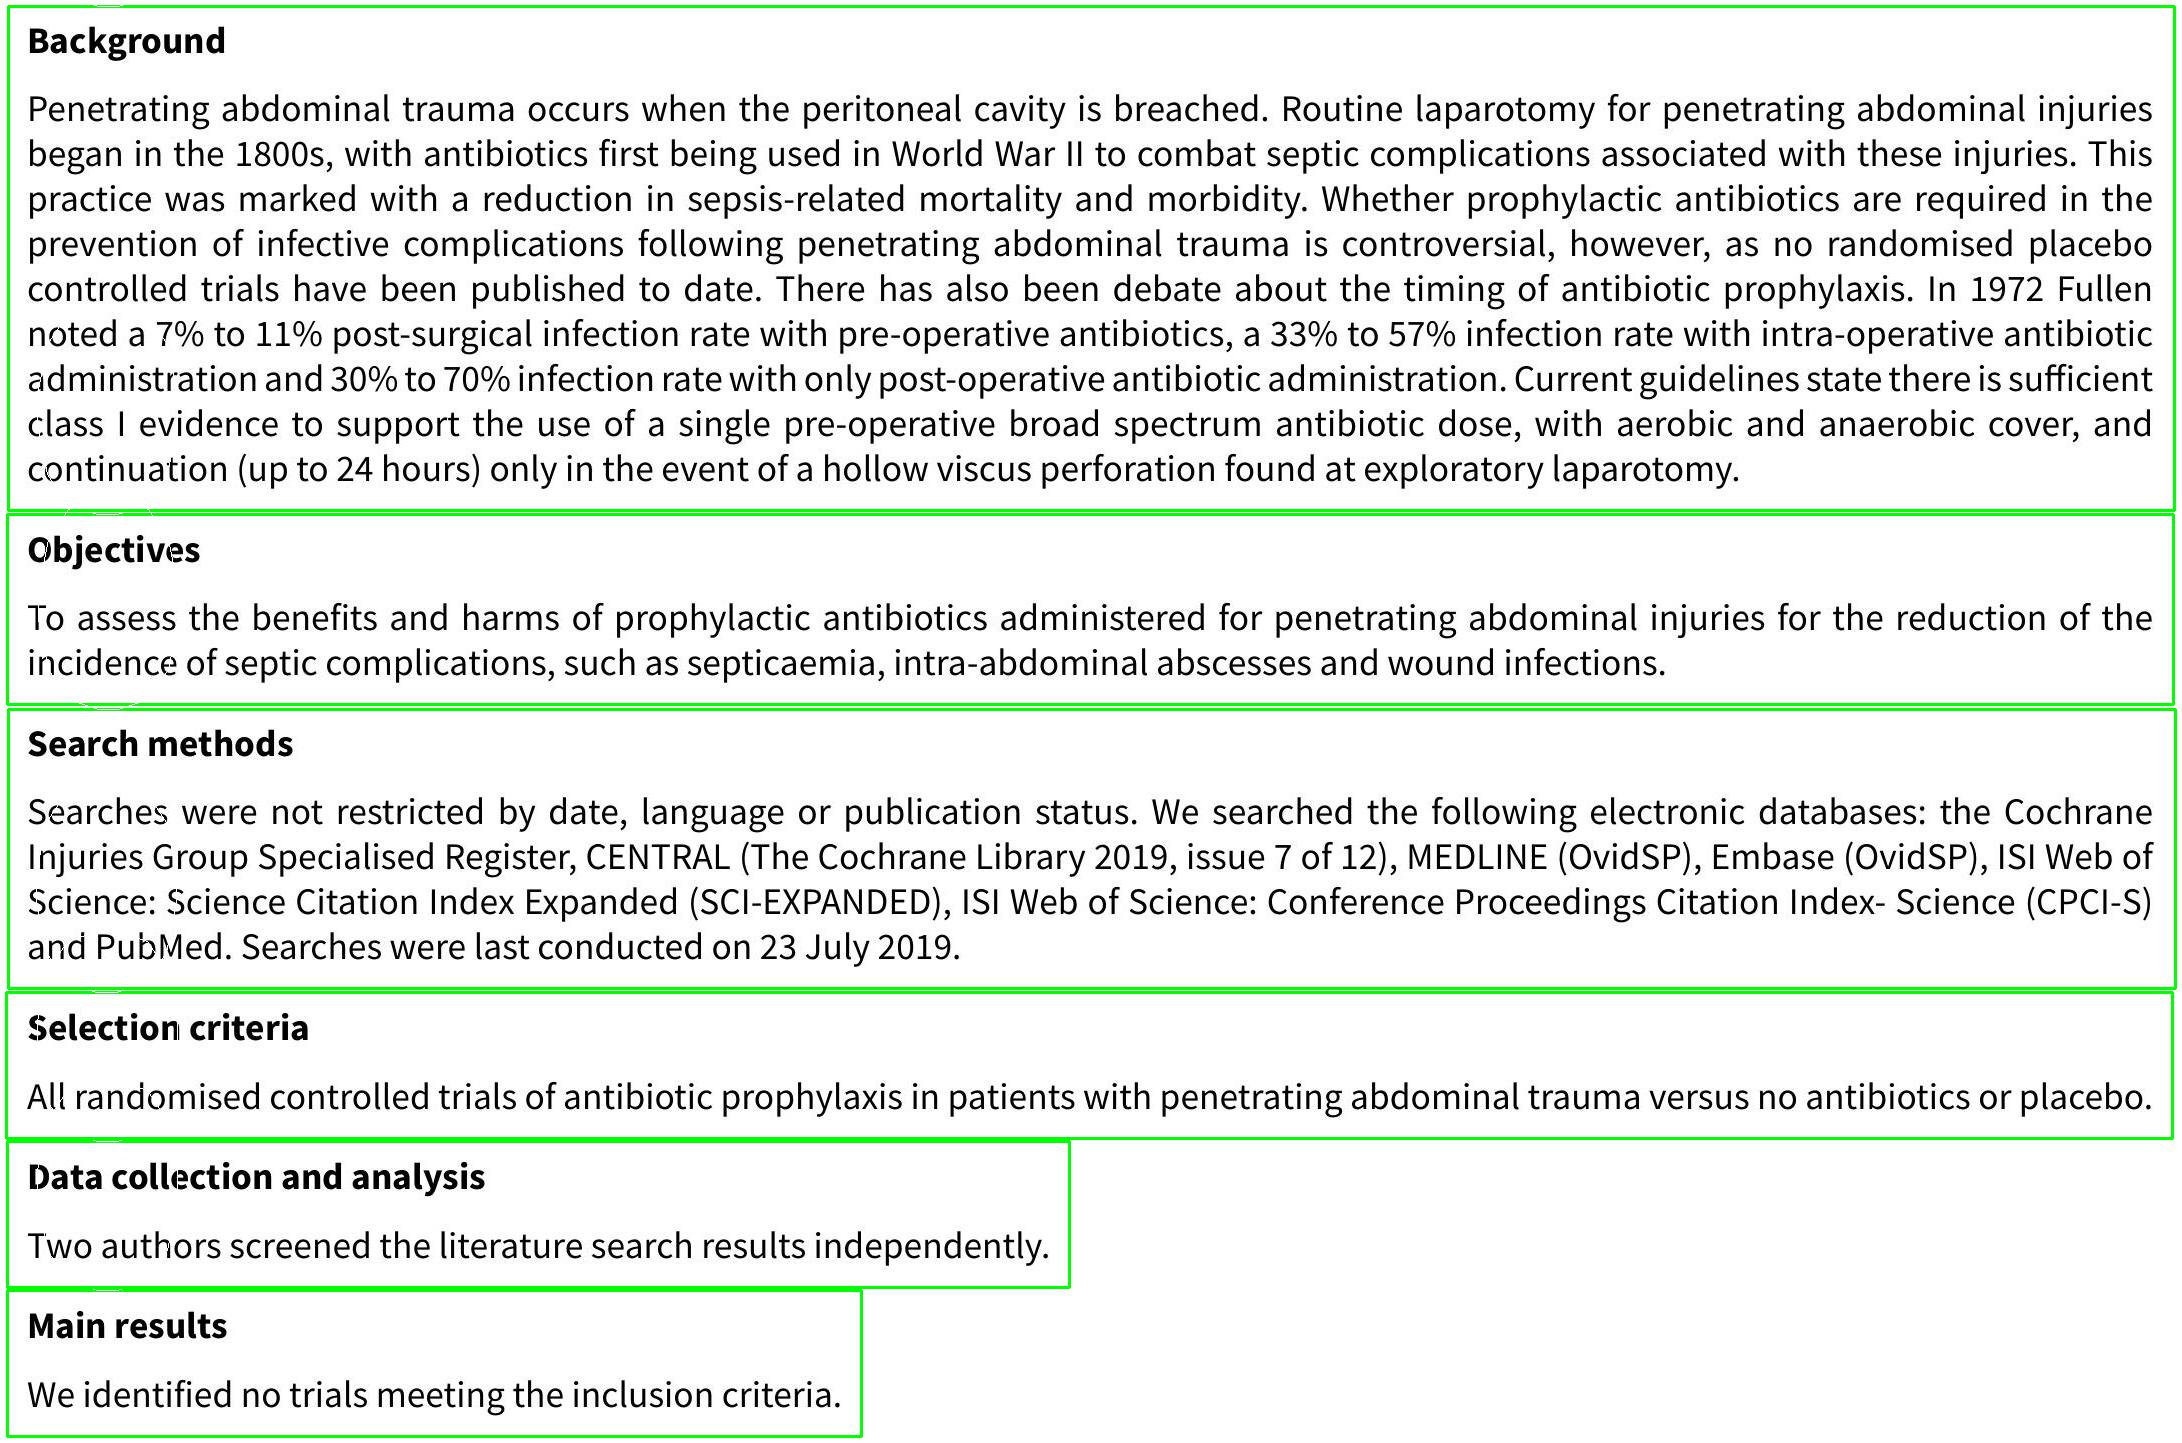 Background
Penetrating abdominal trauma occurs when the peritoneal cavity is breached. Routine laparotomy for penetrating abdominal injuries
began in the 1800s, with antibiotics first being used in World War II to combat septic complications associated with these injuries. This
practice was marked with a reduction in sepsis-related mortality and morbidity. Whether prophylactic antibiotics are required in the
prevention of infective complications following penetrating abdominal trauma is controversial, however, as no randomised placebo
controlled trials have been published to date. There has also been debate about the timing of antibiotic prophylaxis. In 1972 Fullen
noted a 7% to 11% post-surgical infection rate with pre-operative antibiotics, a 33% to 57% infection rate with intra-operative antibiotic
administration and 30% to 70% infection rate with only post-operative antibiotic administration. Current guidelines state there is sufficient
class I evidence to support the use of a single pre-operative broad spectrum antibiotic dose, with aerobic and anaerobic cover, and
continuation (up to 24 hours) only in the event of a hollow viscus perforation found at exploratory laparotomy.
Objectives
To assess the benefits and harms of prophylactic antibiotics administered for penetrating abdominal injuries for the reduction of the
incidence of septic complications, such as septicaemia, intra-abdominal abscesses and wound infections.
Search methods
Searches were not restricted by date, language or publication status. We searched the following electronic databases: the Cochrane
Injuries Group Specialised Register, CENTRAL (The Cochrane Library 2019, issue 7 of 12), MEDLINE (OvidSP), Embase (OvidSP), ISI Web of
Science: Science Citation Index Expanded (SCI-EXPANDED), ISI Web of Science: Conference Proceedings Citation Index- Science (CPCI-S)
and PubMed. Searches were last conducted on 23 July 2019.
Selection criteria
All randomised controlled trials of antibiotic prophylaxis in patients with penetrating abdominal trauma versus no antibiotics or placebo.
Data collection and analysis
Two authors screened the literature search results independently.
Main results
We identified no trials meeting the inclusion criteria.